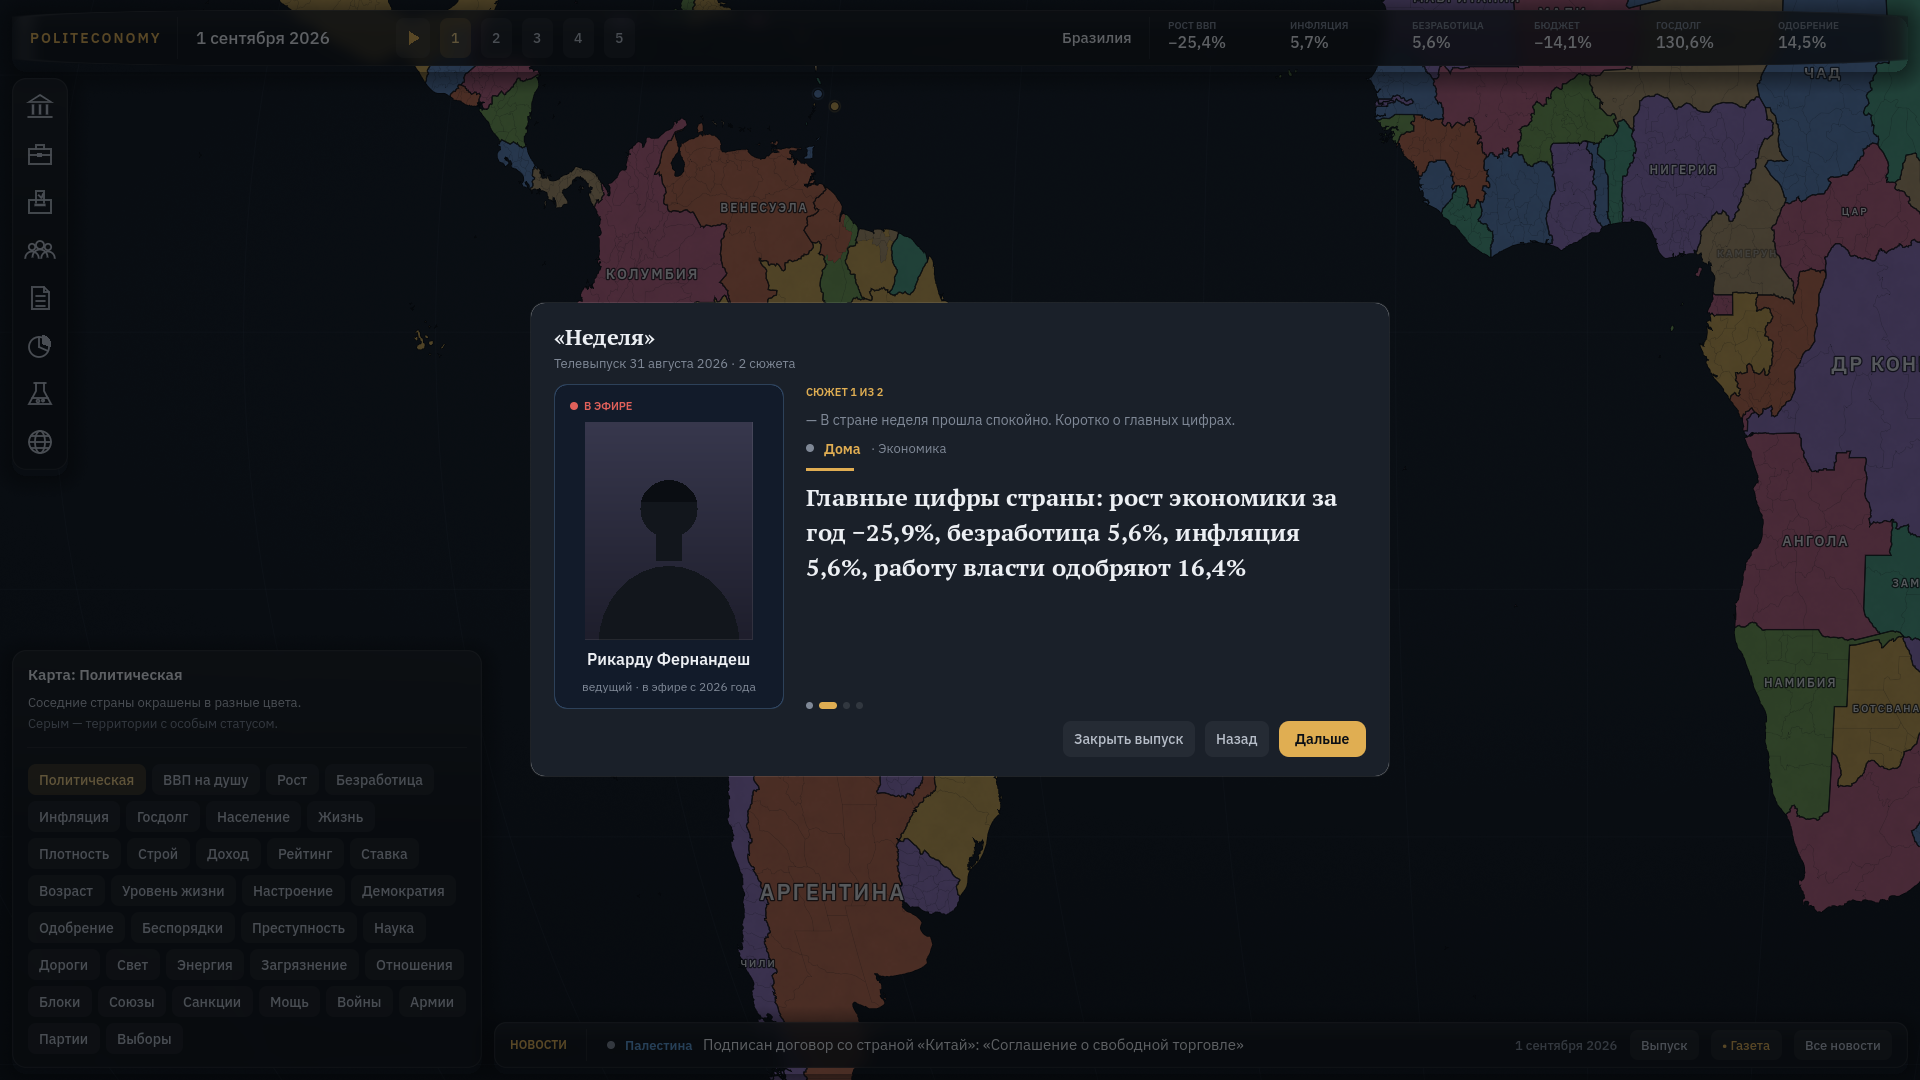 POLITECONOMY
1 сентября 2026
1
2
3
4
5
Бразилия
РОСТ ВВП
−25,4%
ИНФЛЯЦИЯ
5,7%
БЕЗРАБОТИЦА
5,6%
БЮДЖЕТ
−14,1%
ГОСДОЛГ
130,6%
ОДОБРЕНИЕ
14,5%
ЧАД
НИГЕРИЯ
ВЕНЕСУЭЛА
ЦАР
КАМЕРУН
КОЛУМБИЯ
«Неделя»
Телевыпуск 31 августа 2026 · 2 сюжета
В ЭФИРЕ
Рикарду Фернандеш
ведущий · в эфире с 2026 года
СЮЖЕТ 1 ИЗ 2
— В стране неделя прошла спокойно. Коротко о главных цифрах.
Дома · Экономика
Главные цифры страны: рост экономики за
год −25,9%, безработица 5,6%, инфляция
5,6%, работу власти одобряют 16,4%
Закрыть выпуск
Назад
Дальше
ДР КОН
АНГОЛА
ЗАМ
НАМИБИЯ
БОТСВАНА
АРГЕНТИНА
ЧИЛИ
Карта: Политическая
Соседние страны окрашены в разные цвета.
Серым — территории с особым статусом.
Политическая ВВП на душу Рост Безработица
Инфляция Госдолг Население Жизнь
Плотность Строй Доход Рейтинг Ставка
Возраст Уровень жизни Настроение Демократия
Одобрение Беспорядки Преступность Наука
Дороги Свет Энергия Загрязнение Отношения
Блоки Союзы Санкции Мощь Войны Армии
Партии Выборы
НОВОСТИ
Палестина Подписан договор со страной «Китай»: «Соглашение о свободной торговле»
1 сентября 2026
Выпуск
• Газета
Все новости